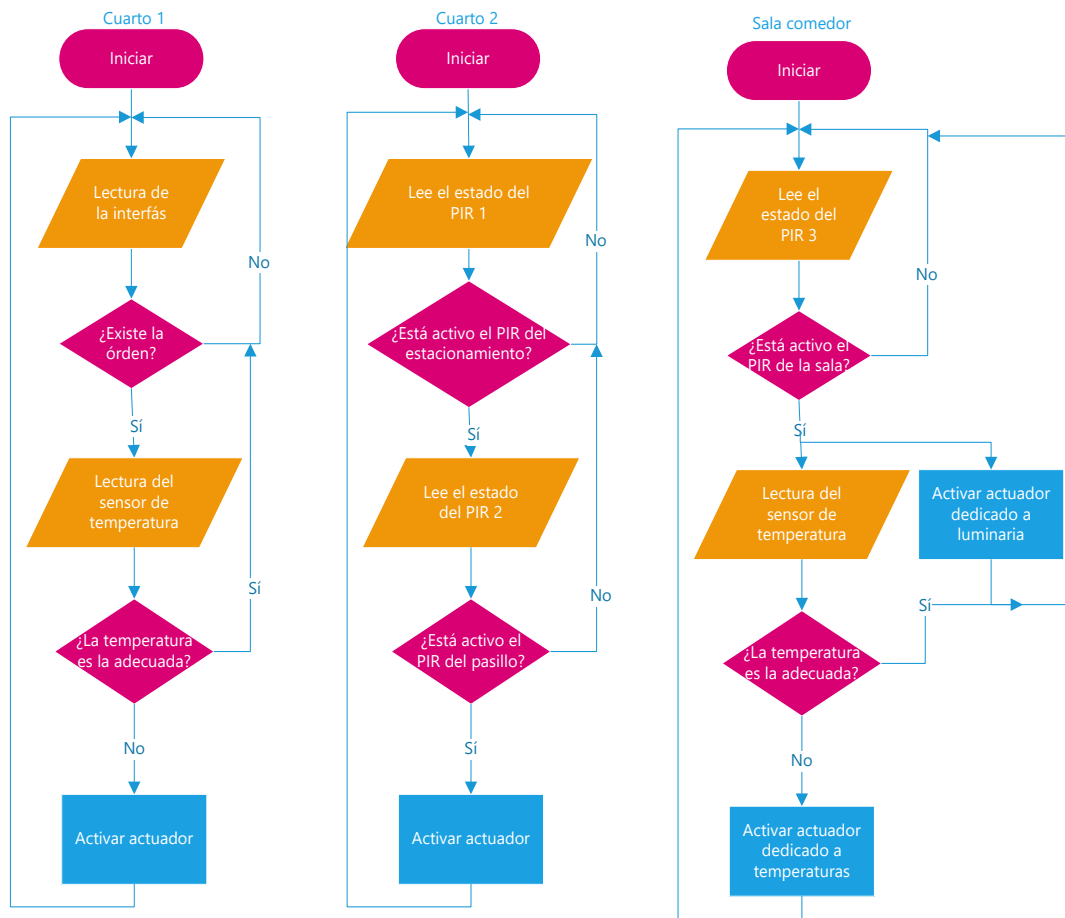 Cuarto 1
Iniciar
Lectura de
la interfás
No
¿Existe la
órden?
Sí
Lectura del
sensor de
temperatura
Sí
¿La temperatura
es la adecuada?
No
Activar actuador
Cuarto 2
Iniciar
Lee el estado del
PIR 1
No
¿Está activo el PIR del
estacionamiento?
Sí
Lee el estado
del PIR 2
No
¿Está activo el
PIR del pasillo?
Sí
Activar actuador
Sala comedor
Iniciar
Lee el
estado del
PIR 3
No
¿Está activo el
PIR de la sala?
Sí
Lectura del
sensor de
temperatura
Activar actuador
dedicado a
luminaria
Sí
¿La temperatura
es la adecuada?
No
Activar actuador
dedicado a
temperaturas